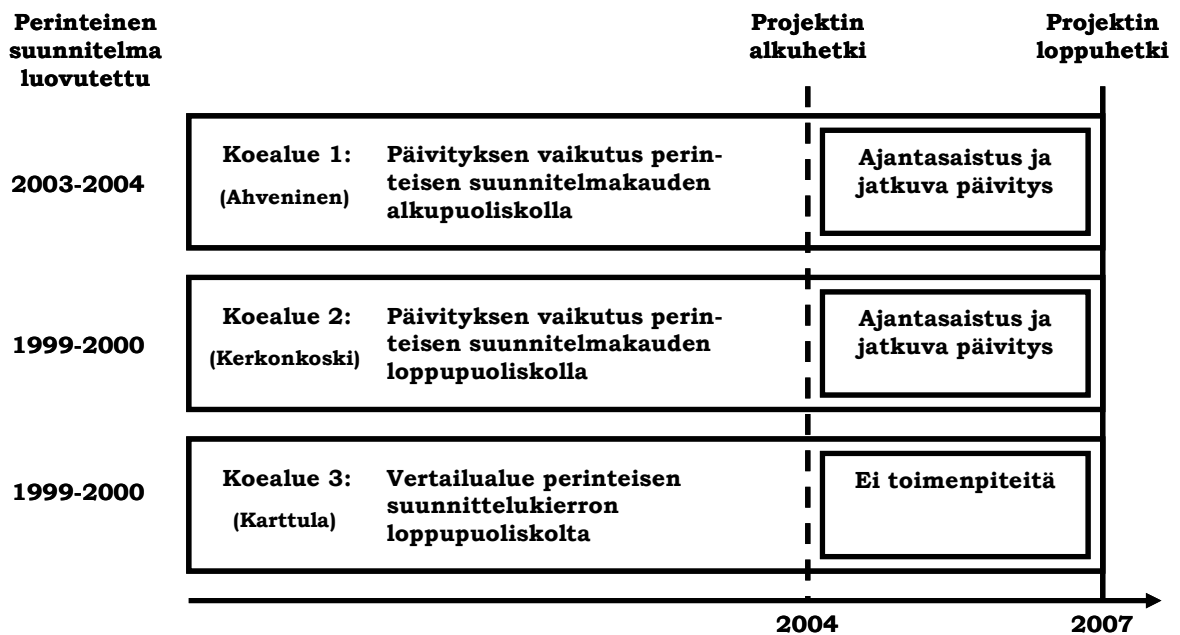 Perinteinen
suunnitelma
luovutettu
Projektin
alkuhetki
Projektin
loppuhetki
2003-2004
Koealue 1:
(Ahveninen)
Päivityksen vaikutus perin-
teisen suunnitelmakauden
alkupuoliskolla
Ajantasaistus ja
jatkuva päivitys
1999-2000
Koealue 2:
(Kerkonkoski)
Päivityksen vaikutus perin-
teisen suunnitelmakauden
loppupuoliskolla
Ajantasaistus ja
jatkuva päivitys
1999-2000
Koealue 3:
(Karttula)
Vertailualue perinteisen
suunnittelukierron
loppupuoliskolta
Ei toimenpiteitä
2004
2007